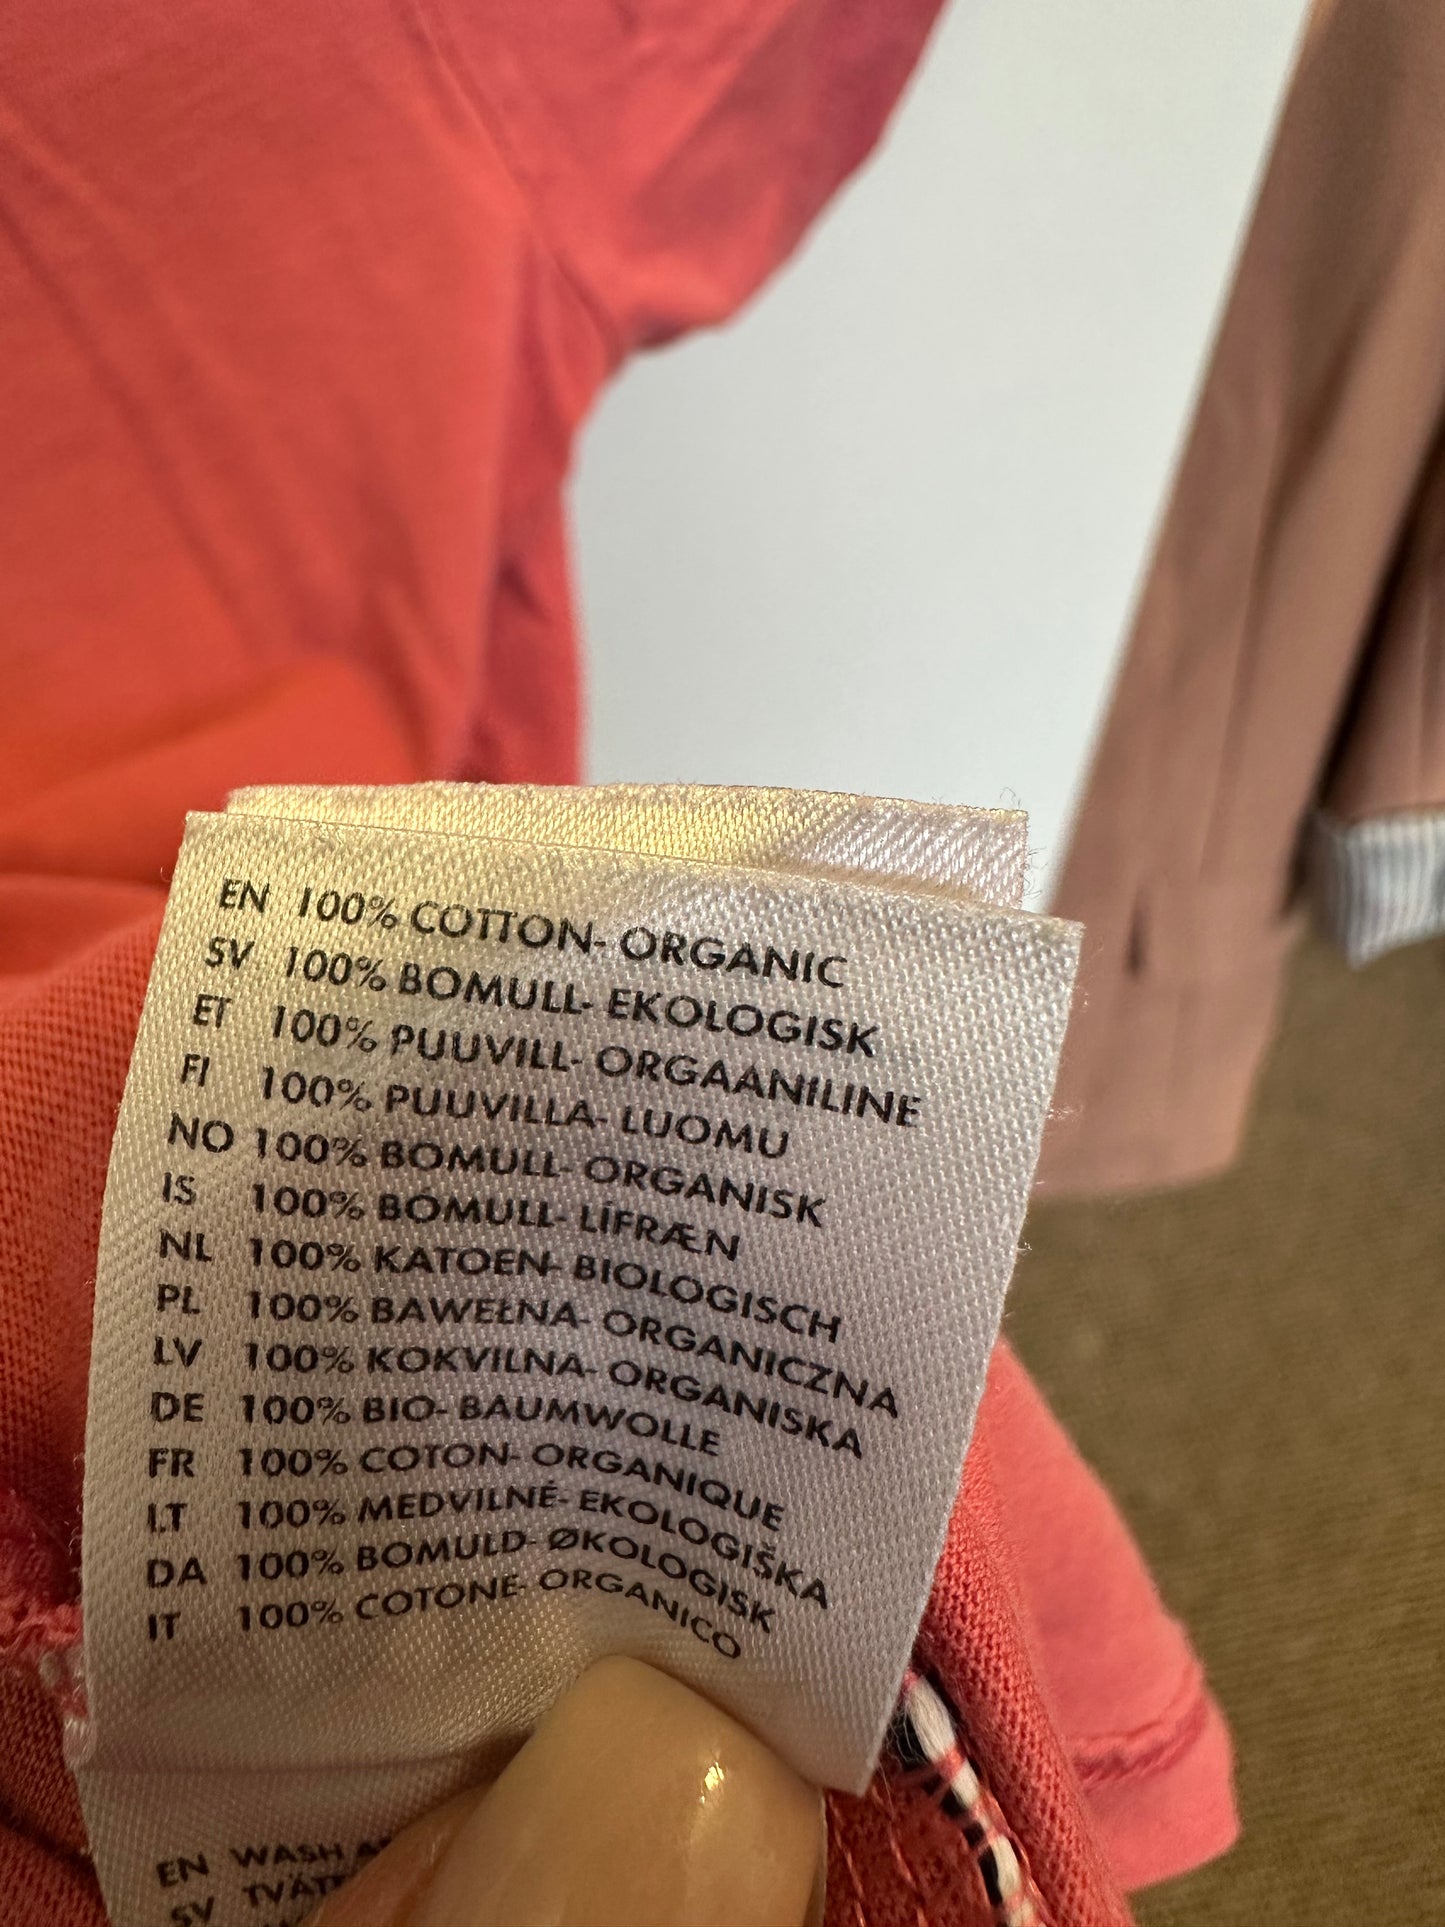 EN 100% COTTON- ORGANIC
SV 100% BOMULL- EKOLOGISK
ET 100% PUUVILL- ORGAANILINE
FI 100% PUUVILLA- LUOMU
NO 100% BOMULL- ORGANISK
IS 100% BÓMULL- LÍFRÆN
NL 100% KATOEN- BIOLOGISCH
PL 100% BAWEŁNA- ORGANICZNA
LV 100% KOKVILNA- ORGANISKA
DE 100% BIO- BAUMWOLLE
FR 100% COTON- ORGANIQUE
LT 100% MEDVILNĖ- EKOLOGIŠKA
DA 100% BOMULD- ØKOLOGISK
IT 100% COTONE- ORGANICO
EN WASH
SV